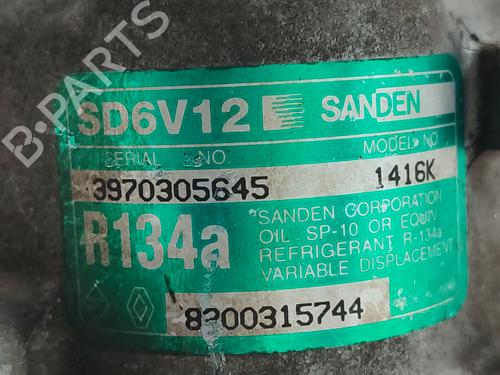 SD6V12 SANDEN
SERIAL NO. MODEL NO
3970305645 1416K
R134a
SANDEN CORPORATION
OIL SP-10 OR EQUIV
REFRIGERANT R-134a
VARIABLE DISPLACEMENT
8200315744
B-PARTS